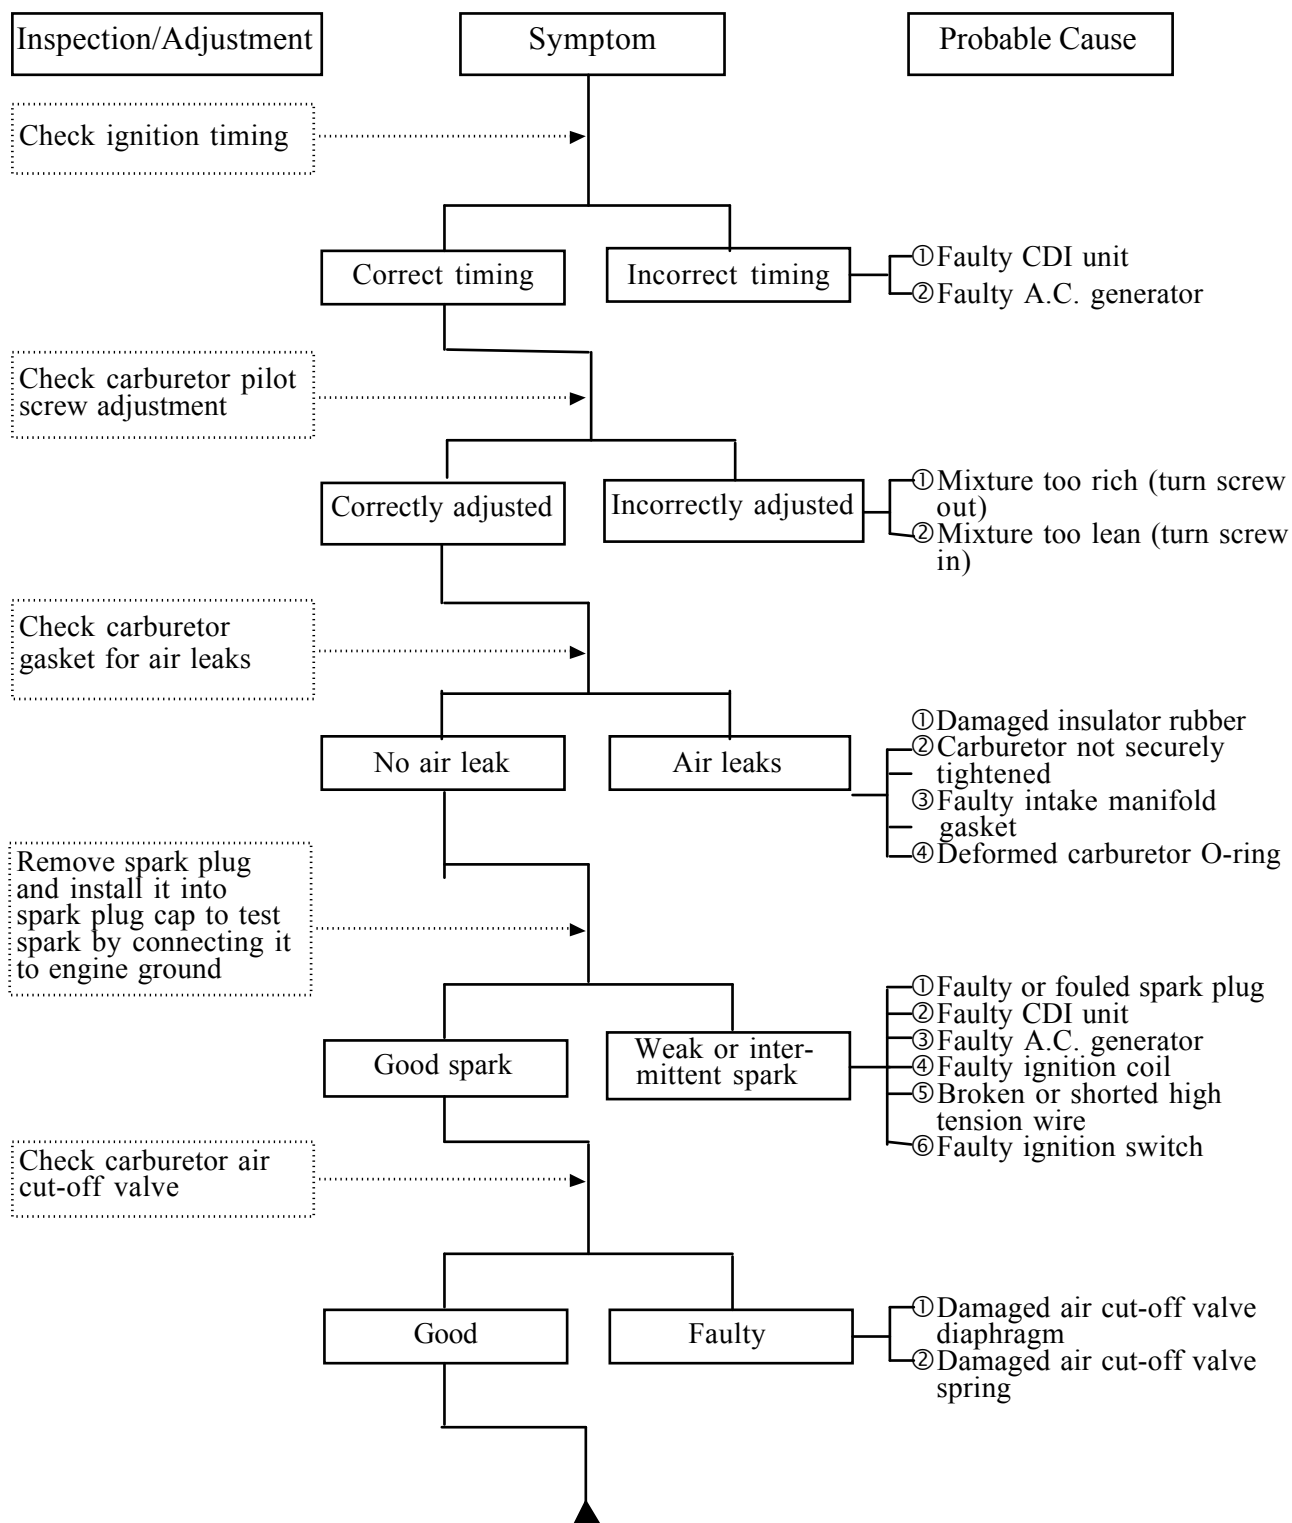 Inspection/Adjustment
Symptom
Probable Cause
Check ignition timing
Correct timing
Incorrect timing
①Faulty CDI unit
②Faulty A.C. generator
Check carburetor pilot
screw adjustment
Correctly adjusted
Incorrectly adjusted
①Mixture too rich (turn screw
out)
②Mixture too lean (turn screw
in)
Check carburetor
gasket for air leaks
No air leak
Air leaks
①Damaged insulator rubber
②Carburetor not securely
tightened
③Faulty intake manifold
gasket
④Deformed carburetor O-ring
Remove spark plug
and install it into
spark plug cap to test
spark by connecting it
to engine ground
Good spark
Weak or inter-
mittent spark
①Faulty or fouled spark plug
②Faulty CDI unit
③Faulty A.C. generator
④Faulty ignition coil
⑤Broken or shorted high
tension wire
⑥Faulty ignition switch
Check carburetor air
cut-off valve
Good
Faulty
①Damaged air cut-off valve
diaphragm
②Damaged air cut-off valve
spring